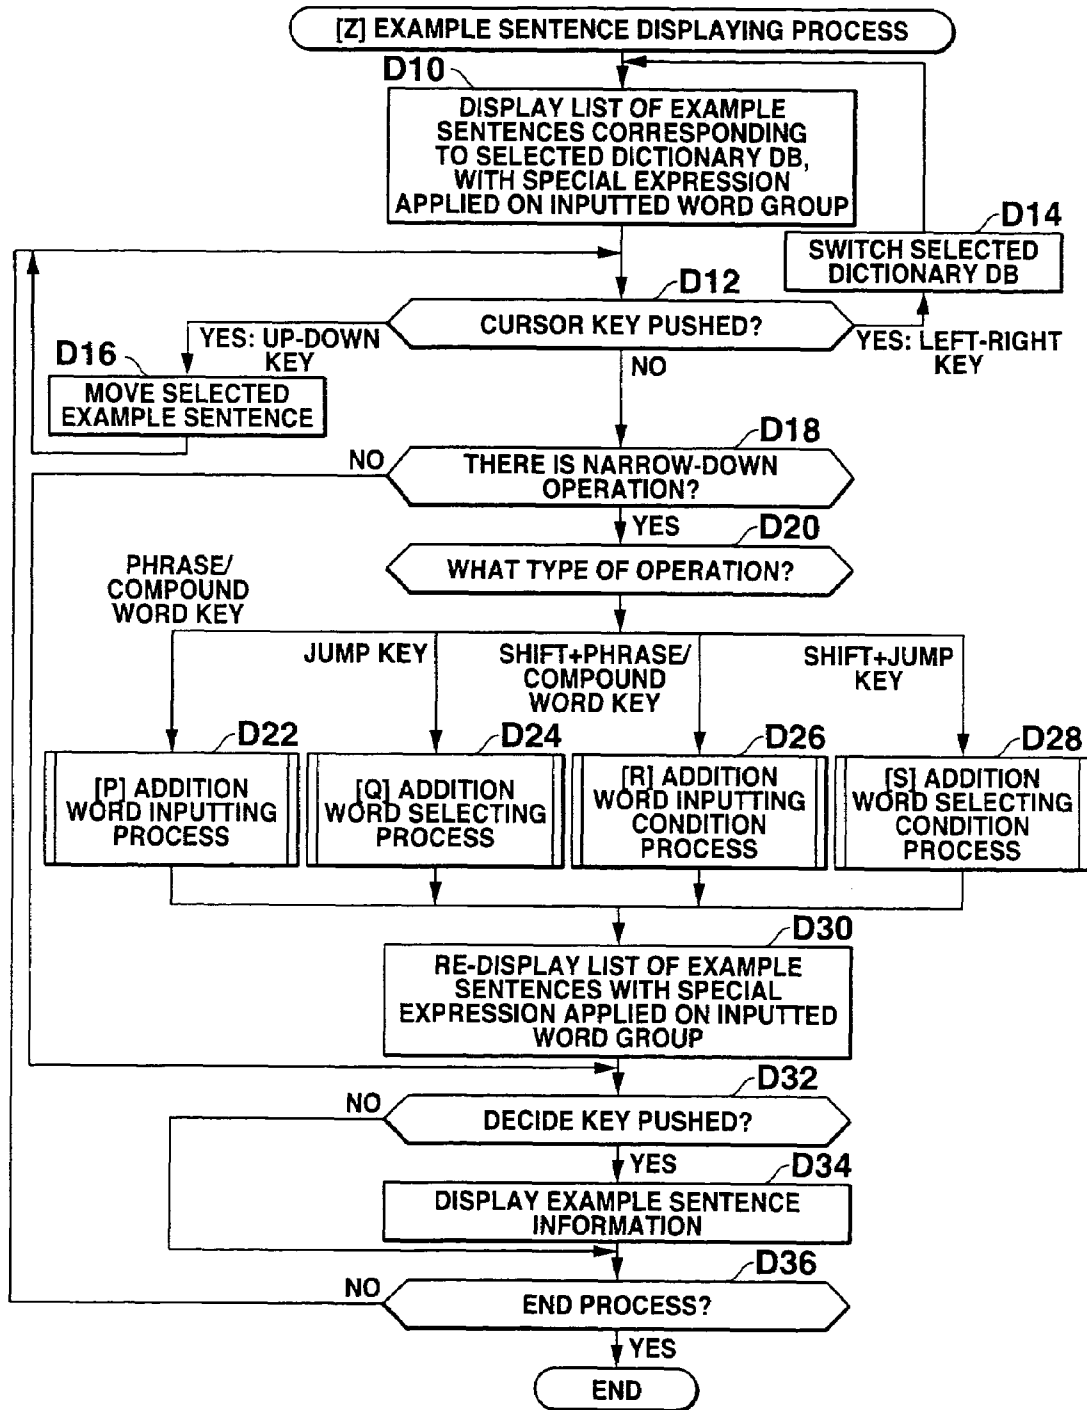 [Z] EXAMPLE SENTENCE DISPLAYING PROCESS
D10
DISPLAY LIST OF EXAMPLE
SENTENCES CORRESPONDING
TO SELECTED DICTIONARY DB,
WITH SPECIAL EXPRESSION
APPLIED ON INPUTTED WORD GROUP
D14
SWITCH SELECTED
DICTIONARY DB
D12
CURSOR KEY PUSHED?
YES: UP-DOWN
KEY
YES: LEFT-RIGHT
KEY
NO
D16
MOVE SELECTED
EXAMPLE SENTENCE
D18
NO
THERE IS NARROW-DOWN
OPERATION?
YES
D20
WHAT TYPE OF OPERATION?
PHRASE/
COMPOUND
WORD KEY
JUMP KEY
SHIFT+PHRASE/
COMPOUND
WORD KEY
SHIFT+JUMP
KEY
D22
[P] ADDITION
WORD INPUTTING
PROCESS
D24
[Q] ADDITION
WORD SELECTING
PROCESS
D26
[R] ADDITION
WORD INPUTTING
CONDITION
PROCESS
D28
[S] ADDITION
WORD SELECTING
CONDITION
PROCESS
D30
RE-DISPLAY LIST OF EXAMPLE
SENTENCES WITH SPECIAL
EXPRESSION APPLIED ON INPUTTED
WORD GROUP
D32
NO
DECIDE KEY PUSHED?
YES
D34
DISPLAY EXAMPLE SENTENCE
INFORMATION
D36
NO
END PROCESS?
YES
END